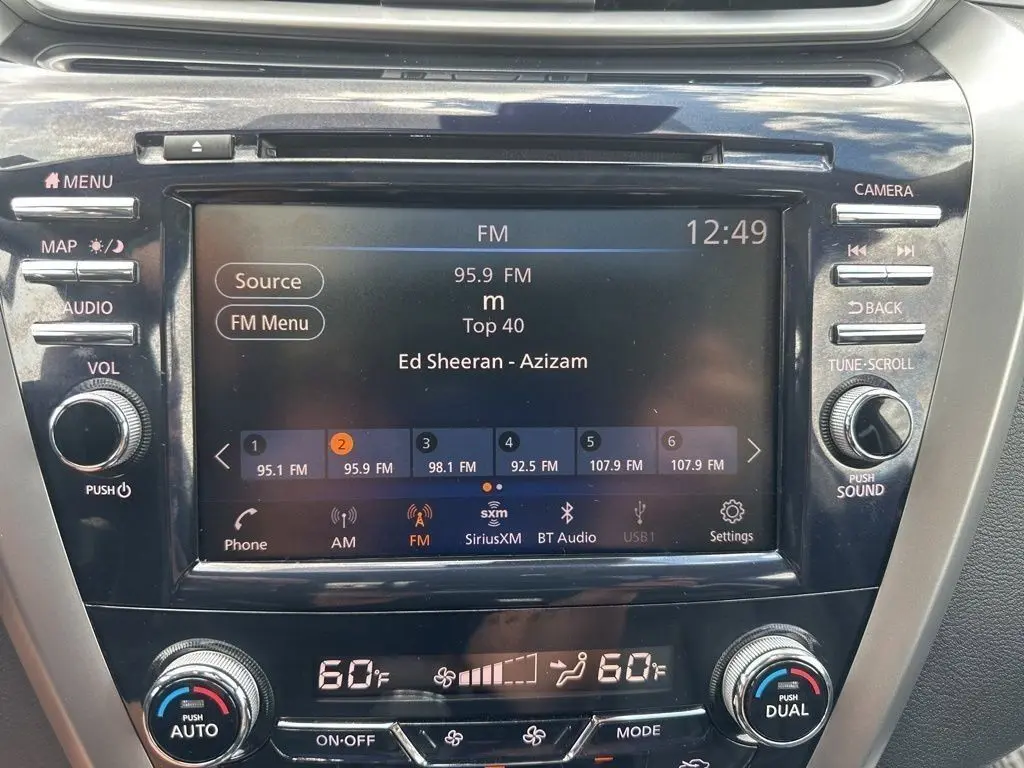 MENU
CAMERA
MAP
AUDIO
BACK
VOL
TUNE·SCROLL
PUSH
PUSH
SOUND
FM
12:49
Source
FM Menu
95.9 FM
m
Top 40
Ed Sheeran - Azizam
1
2
3
4
5
6
95.1 FM
95.9 FM
98.1 FM
92.5 FM
107.9 FM
107.9 FM
sxm
Phone
AM
FM
SiriusXM
BT Audio
USB1
Settings
60°F
60°F
PUSH
AUTO
PUSH
DUAL
ON·OFF
MODE